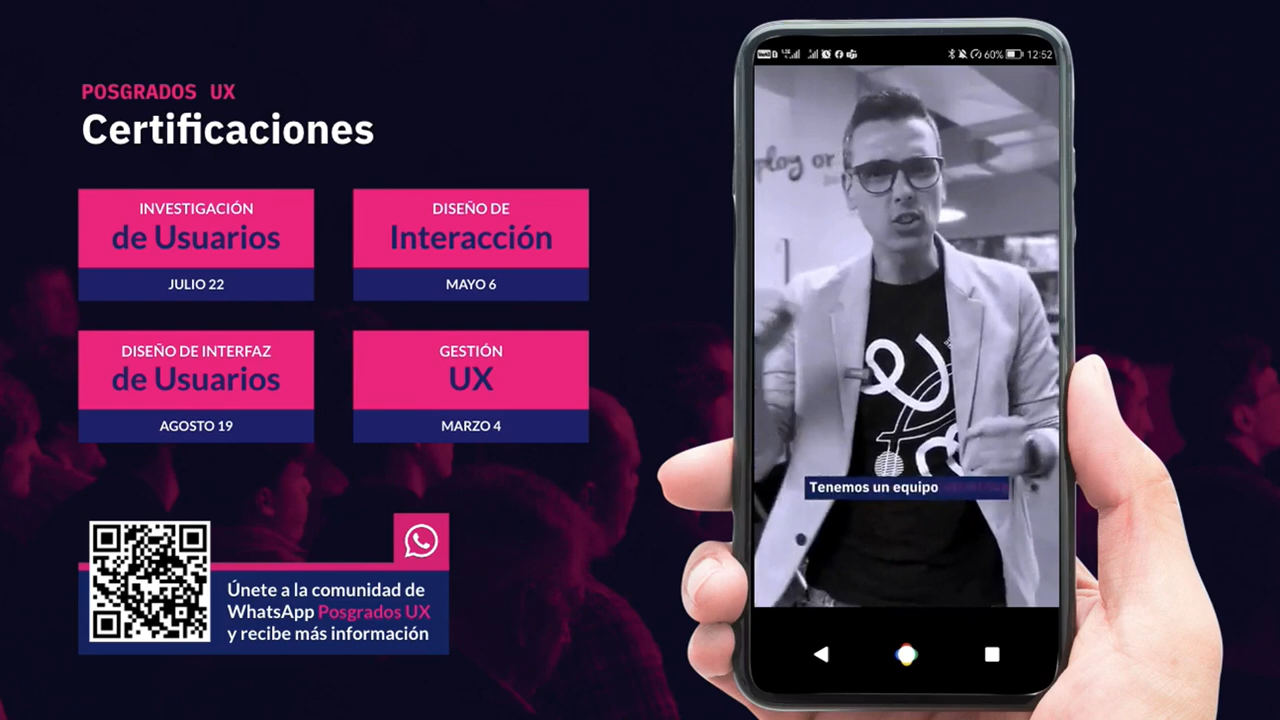 POSGRADOS UX
Certificaciones
INVESTIGACIÓN
de Usuarios
JULIO 22
DISEÑO DE
Interacción
MAYO 6
DISEÑO DE INTERFAZ
de Usuarios
AGOSTO 19
GESTIÓN
UX
MARZO 4
Únete a la comunidad de
WhatsApp Posgrados UX
y recibe más información
60% 12:52
play or
Tenemos un equipo